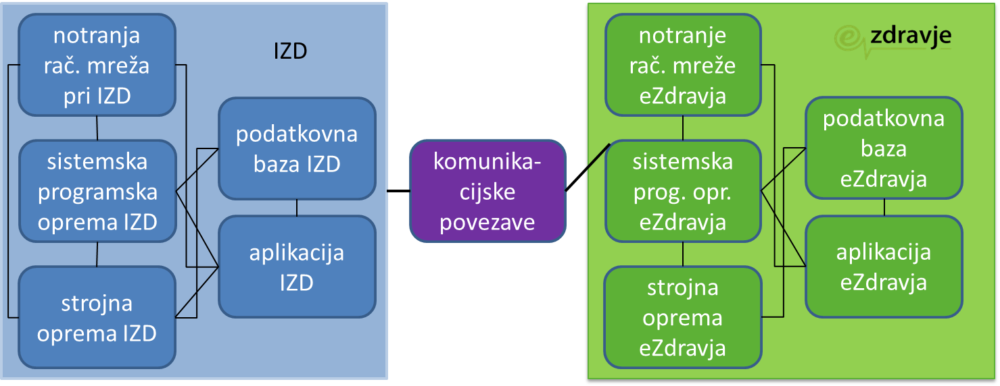 IZD
notranja
rač. mreža
pri IZD
sistemska
programska
oprema IZD
strojna
oprema IZD
podatkovna
baza IZD
aplikacija
IZD
komunika-
cijske
povezave
e zdravje
notranje
rač. mreže
eZdravja
sistemska
prog. opr.
eZdravja
strojna
oprema
eZdravja
podatkovna
baza
eZdravja
aplikacija
eZdravja